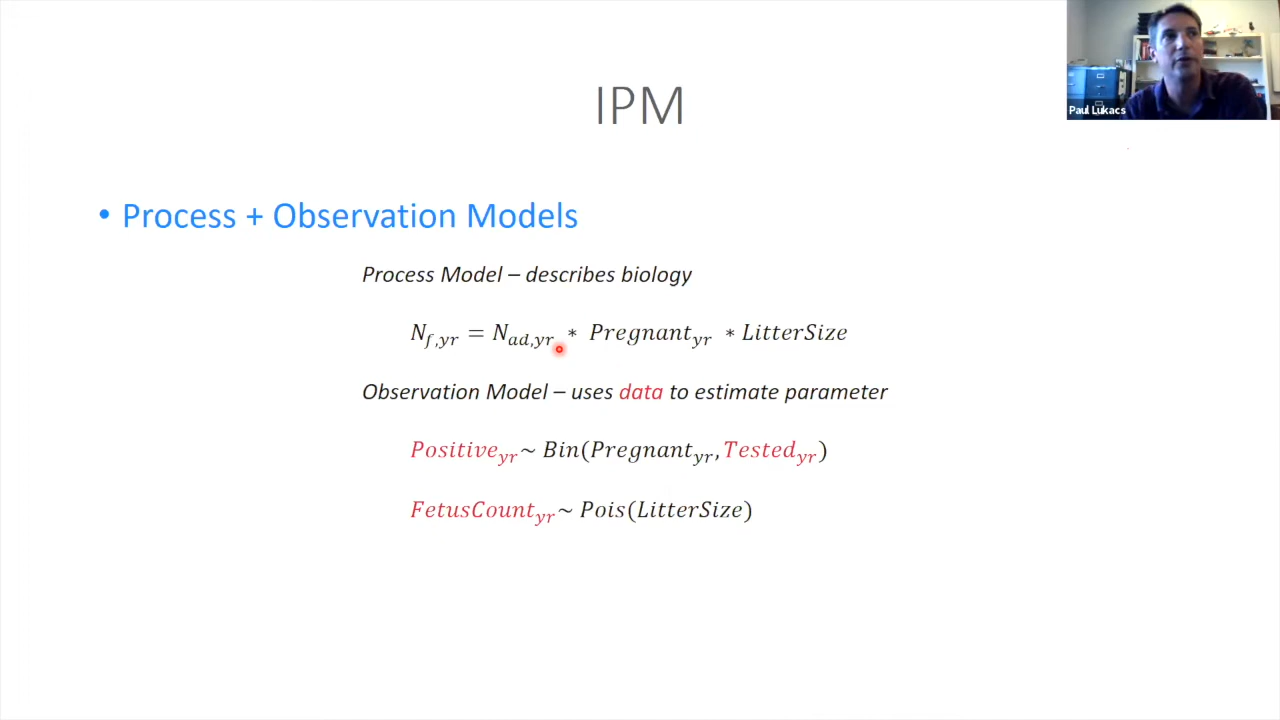 Paul Lukacs
IPM
• Process + Observation Models
Process Model – describes biology
N_{f,yr} = N_{ad,yr} * Pregnant_{yr} * LitterSize
Observation Model – uses data to estimate parameter
Positive_{yr} ~ Bin(Pregnant_{yr}, Tested_{yr})
FetusCount_{yr} ~ Pois(LitterSize)